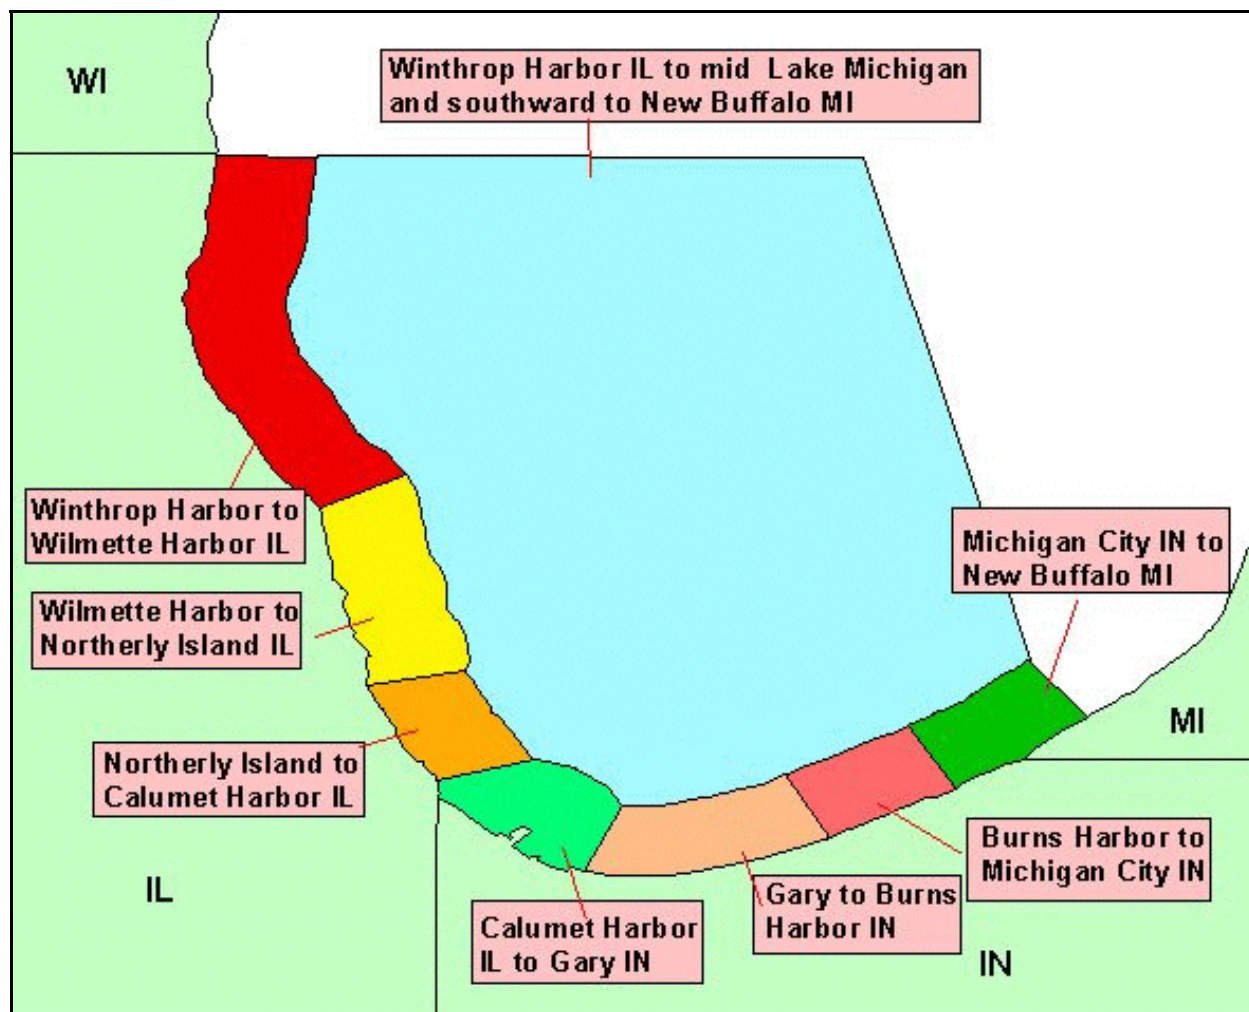 WI
Winthrop Harbor IL to mid Lake Michigan
and southward to New Buffalo MI
Winthrop Harbor to
Wilmette Harbor IL
Michigan City IN to
New Buffalo MI
Wilmette Harbor to
Northerly Island IL
MI
Northerly Island to
Calumet Harbor IL
Burns Harbor to
Michigan City IN
IL
Gary to Burns
Harbor IN
Calumet Harbor
IL to Gary IN
IN